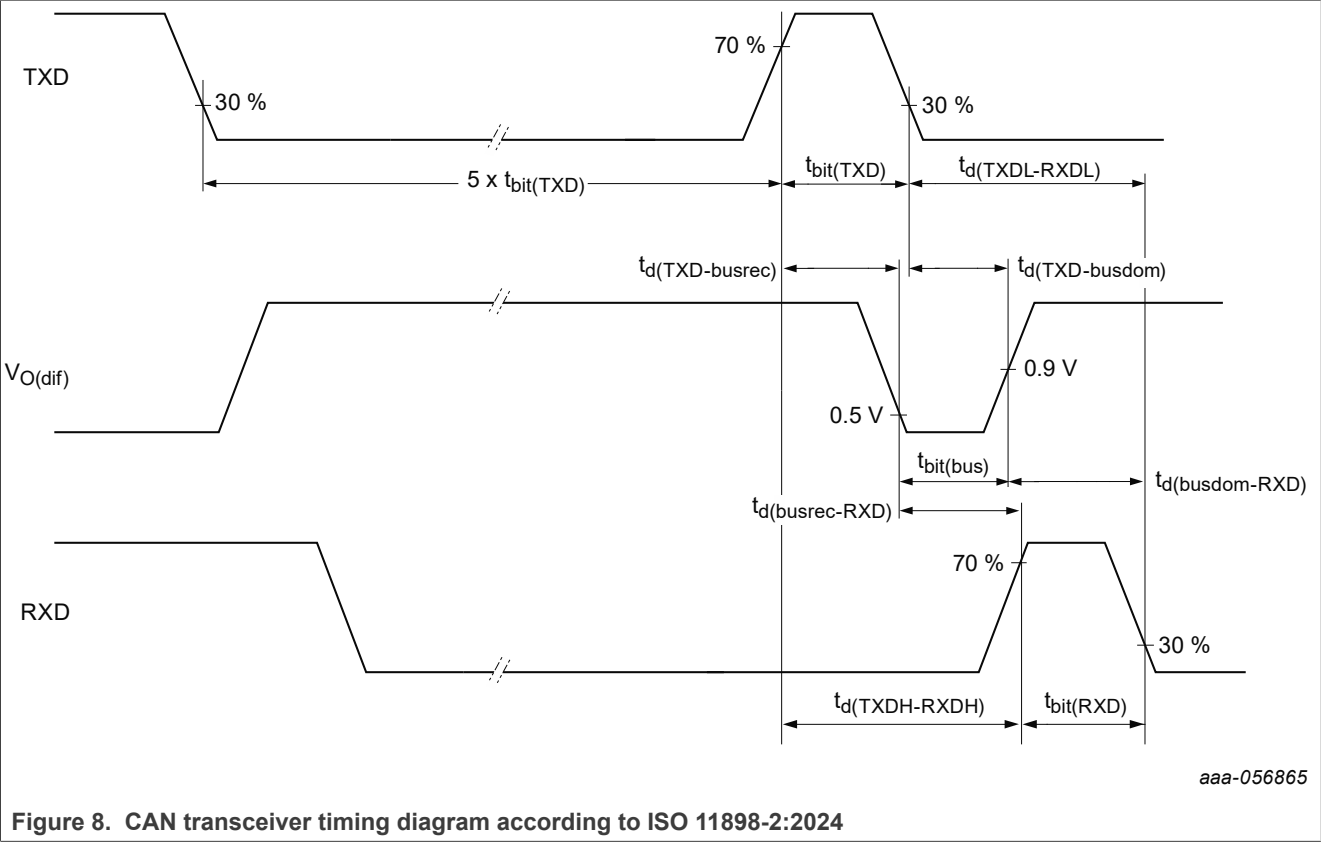 70 %
TXD
30 %
30 %
5 x tbit(TXD)
tbit(TXD)
td(TXDL-RXDL)
td(TXD-busrec)
td(TXD-busdom)
VO(dif)
0.9 V
0.5 V
tbit(bus)
td(busdom-RXD)
td(busrec-RXD)
70 %
RXD
30 %
td(TXDH-RXDH)
tbit(RXD)
aaa-056865
Figure 8. CAN transceiver timing diagram according to ISO 11898-2:2024